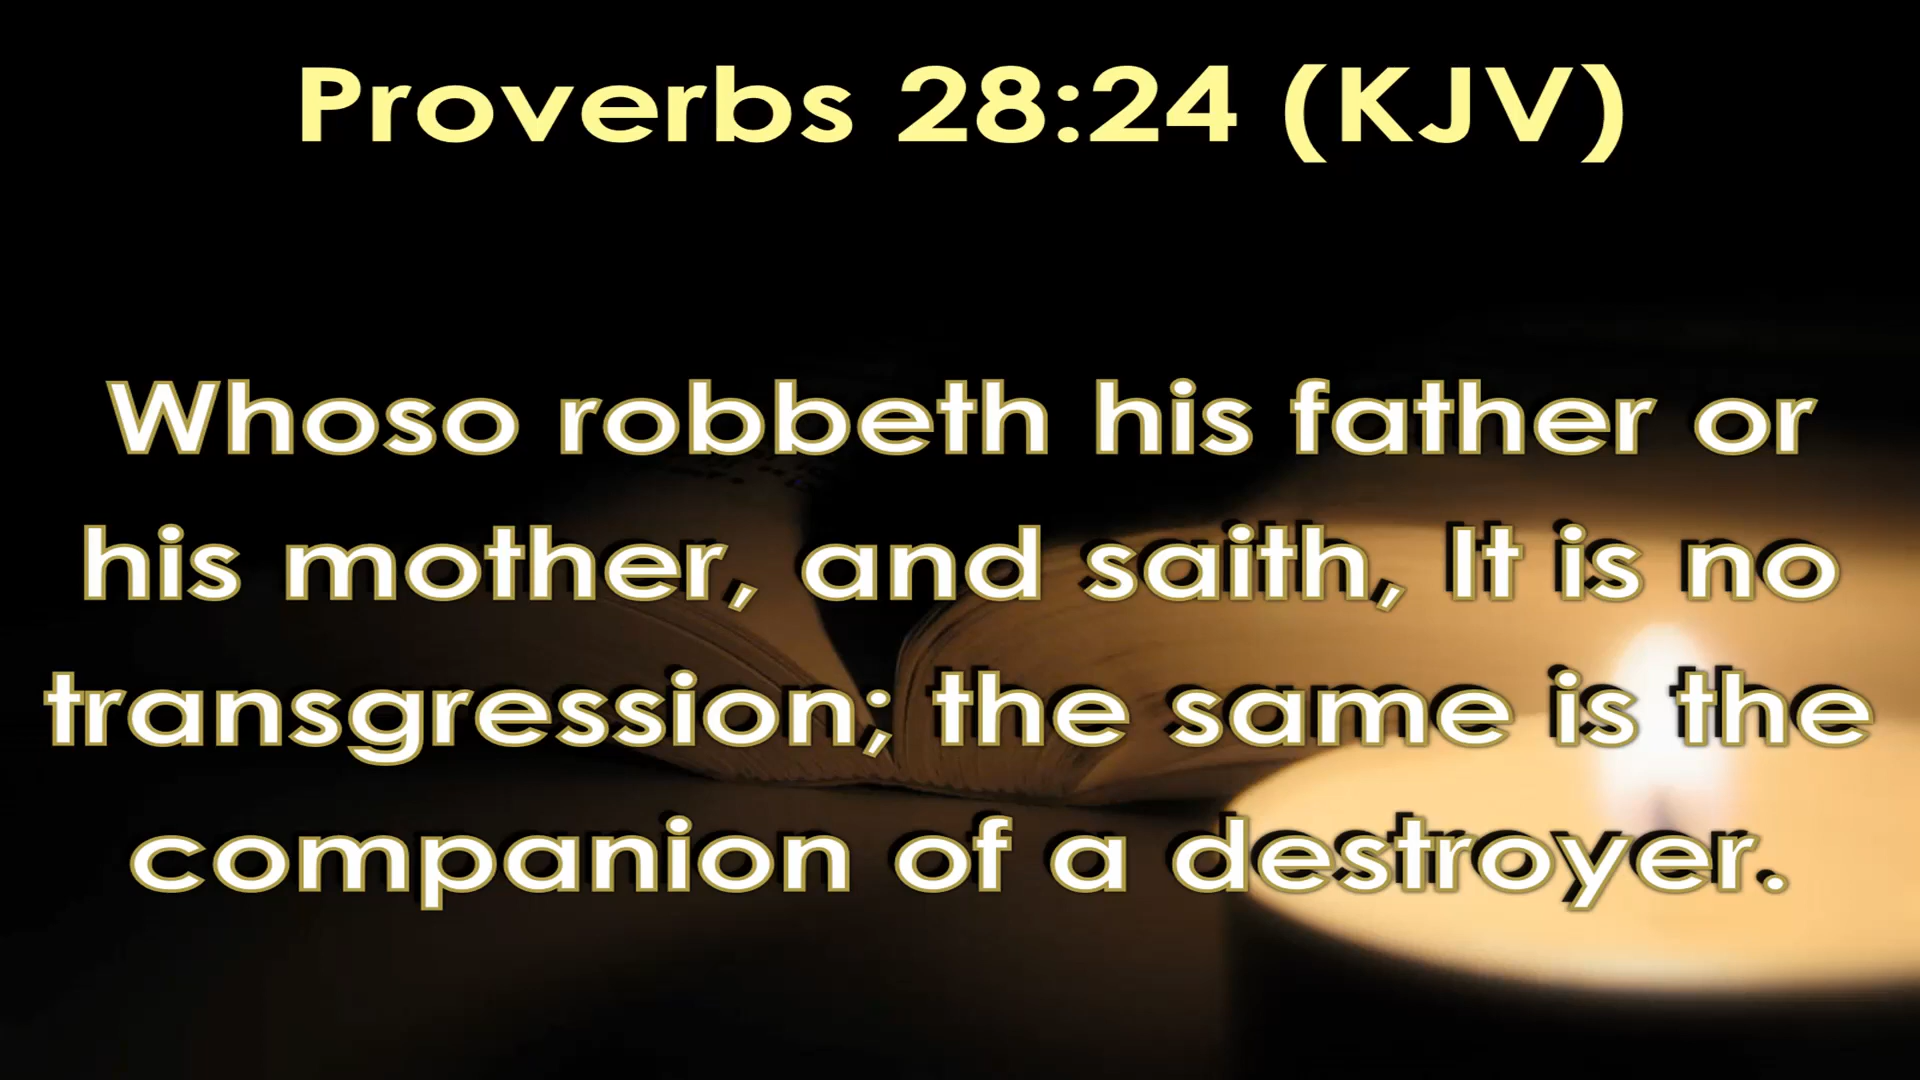 Proverbs 28:24 (KJV)
Whoso robbeth his father or
his mother, and saith, It is no
transgression; the same is the
companion of a destroyer.